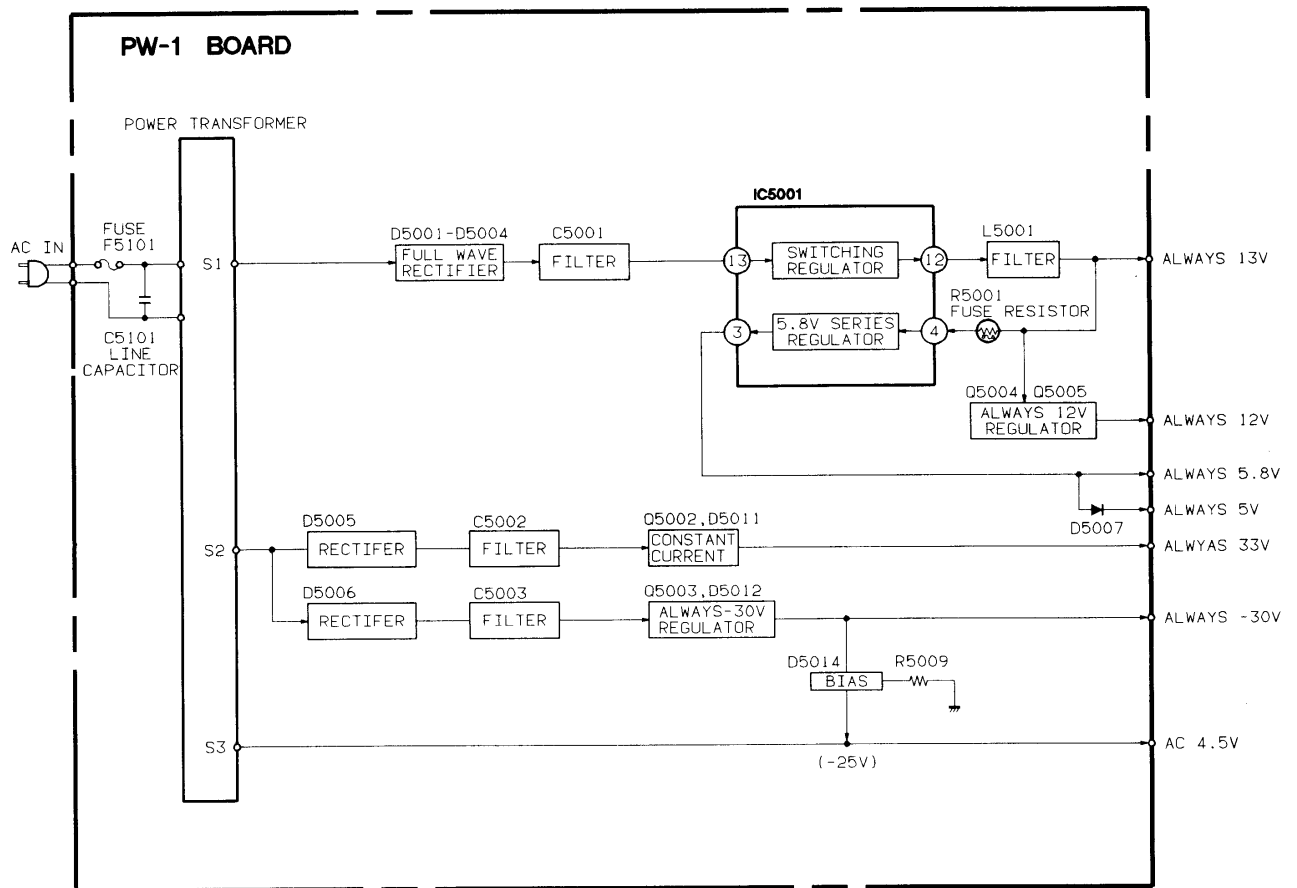 PW-1 BOARD
POWER TRANSFORMER
AC IN
FUSE
F5101
C5101
LINE
CAPACITOR
S1
D5001-D5004
FULL WAVE
RECTIFIER
C5001
FILTER
IC5001
13
SWITCHING
REGULATOR
12
L5001
FILTER
ALWAYS 13V
3
5.8V SERIES
REGULATOR
4
R5001
FUSE RESISTOR
Q5004 Q5005
ALWAYS 12V
REGULATOR
ALWAYS 12V
ALWAYS 5.8V
D5007
ALWAYS 5V
S2
D5005
RECTIFER
C5002
FILTER
Q5002,D5011
CONSTANT
CURRENT
ALWYAS 33V
D5006
RECTIFER
C5003
FILTER
Q5003,D5012
ALWAYS-30V
REGULATOR
ALWAYS -30V
D5014
BIAS
R5009
S3
(-25V)
AC 4.5V